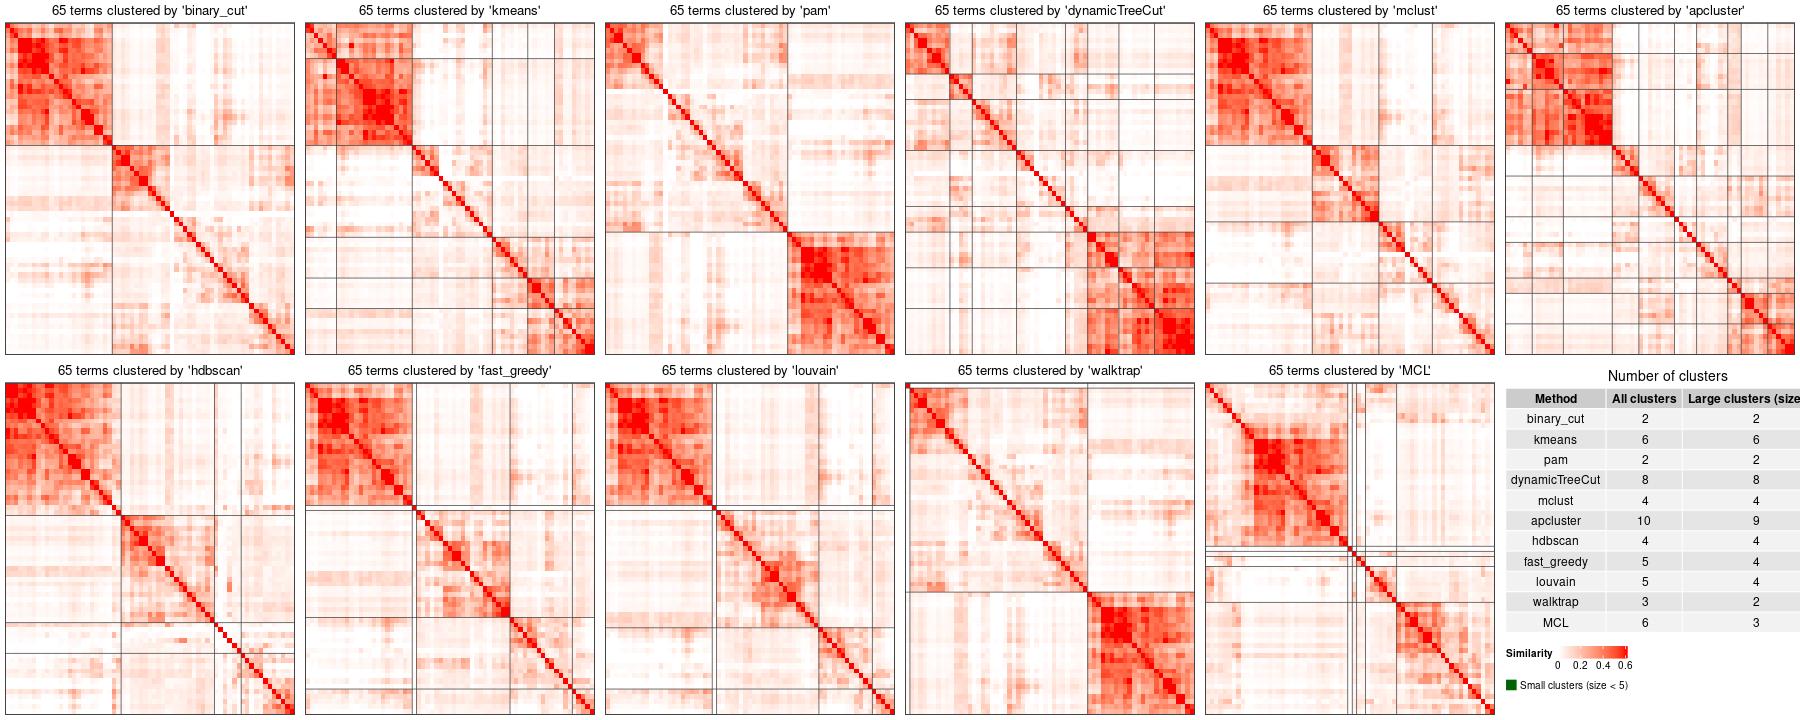 65 terms clustered by 'binary_cut'
65 terms clustered by 'kmeans'
65 terms clustered by 'pam'
65 terms clustered by 'dynamicTreeCut'
65 terms clustered by 'mclust'
65 terms clustered by 'apcluster'
65 terms clustered by 'hdbscan'
65 terms clustered by 'fast_greedy'
65 terms clustered by 'louvain'
65 terms clustered by 'walktrap'
65 terms clustered by 'MCL'
Number of clusters
Method All clusters Large clusters (size
binary_cut 2 2
kmeans 6 6
pam 2 2
dynamicTreeCut 8 8
mclust 4 4
apcluster 10 9
hdbscan 4 4
fast_greedy 5 4
louvain 5 4
walktrap 3 2
MCL 6 3
Similarity
0 0.2 0.4 0.6
Small clusters (size < 5)